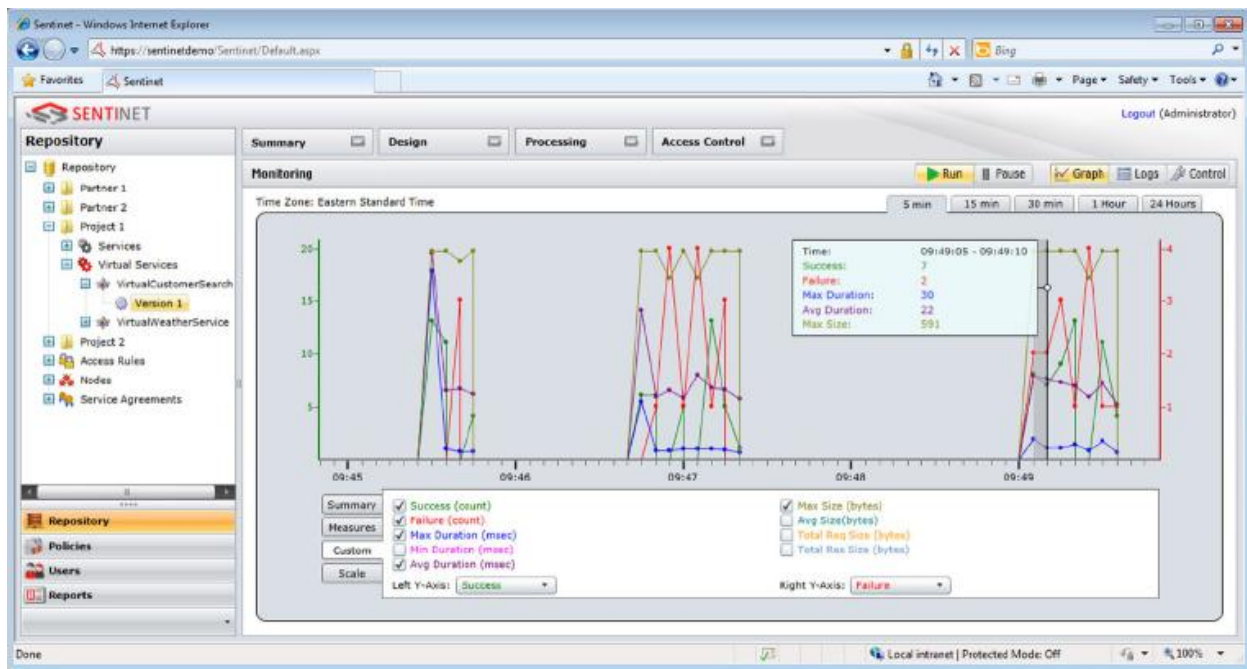 Sentinet - Windows Internet Explorer
https://sentinetdemo/Sentinet/Default.aspx
Bing
Favorites
Sentinet
Page
Safety
Tools
SENTINET
Logout (Administrator)
Repository
Summary
Design
Processing
Access Control
Repository
Partner 1
Partner 2
Project 1
Services
Virtual Services
VirtualCustomerSearch
Version 1
VirtualWeatherService
Project 2
Access Rules
Nodes
Service Agreements
Repository
Policies
Users
Reports
Monitoring
Run
Pause
Graph
Logs
Control
Time Zone: Eastern Standard Time
5 min
15 min
30 min
1 Hour
24 Hours
20
15
10
5
Time: 09:49:05 - 09:49:10
Success: 7
Failure: 2
Max Duration: 30
Avg Duration: 22
Max Size: 591
4
3
2
1
09:45
09:46
09:47
09:48
09:49
Summary
Measures
Custom
Scale
Success (count)
Failure (count)
Max Duration (msec)
Min Duration (msec)
Avg Duration (msec)
Max Size (bytes)
Avg Size(bytes)
Total Req Size (bytes)
Total Res Size (bytes)
Left Y-Axis: Success
Right Y-Axis: Failure
Done
Local intranet | Protected Mode: Off
100%